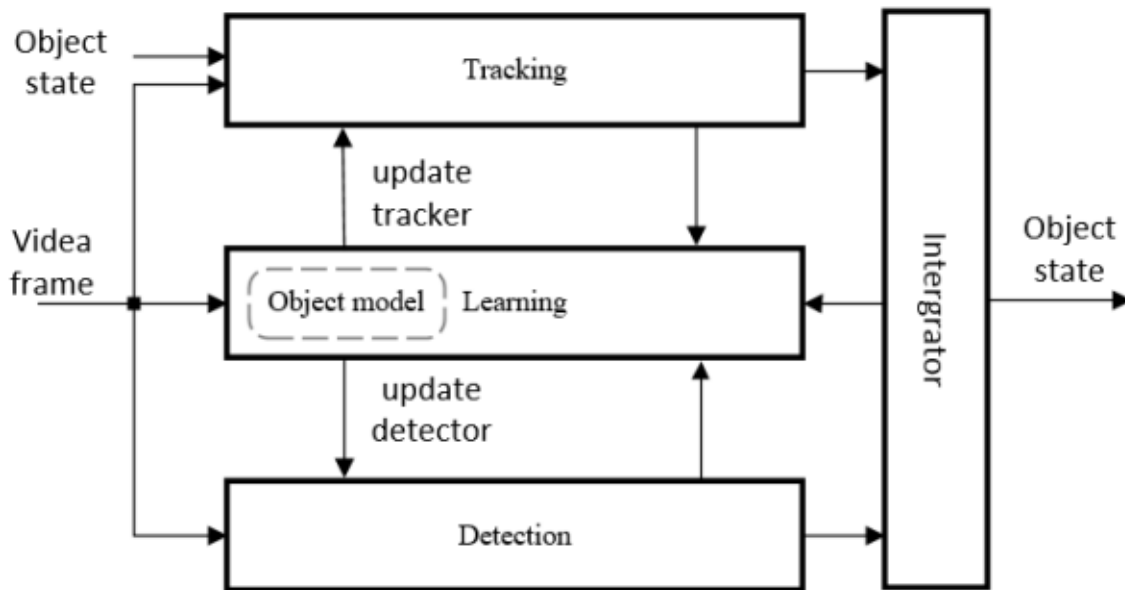 Object
state
Tracking
update
tracker
Videa
frame
Object model
Learning
Intergrator
Object
state
update
detector
Detection